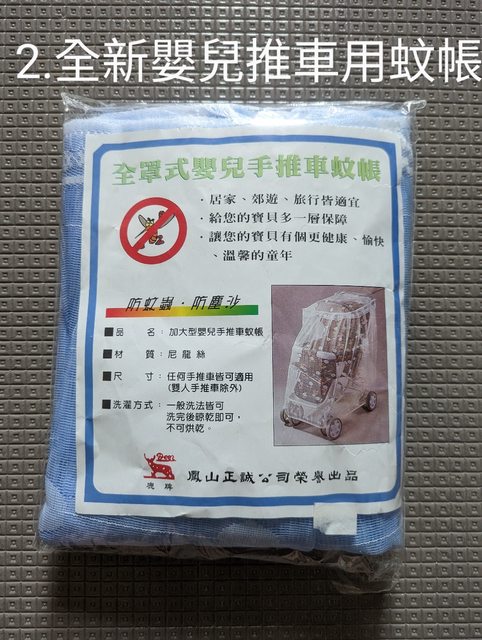 2.全新嬰兒推車用蚊帳
全罩式嬰兒手推車蚊帳
・居家、郊遊、旅行皆適宜
・給您的寶貝多一層保障
・讓您的寶貝有個更健康、愉快
、溫馨的童年
防蚊蟲・防塵沙
■品 名：加大型嬰兒手推車蚊帳
■材 質：尼龍絲
■尺 寸：任何手推車皆可適用
(雙人手推車除外)
■洗濯方式：一般洗法皆可
洗完後晾乾即可，
不可烘乾。
鳳山正誠公司榮譽出品